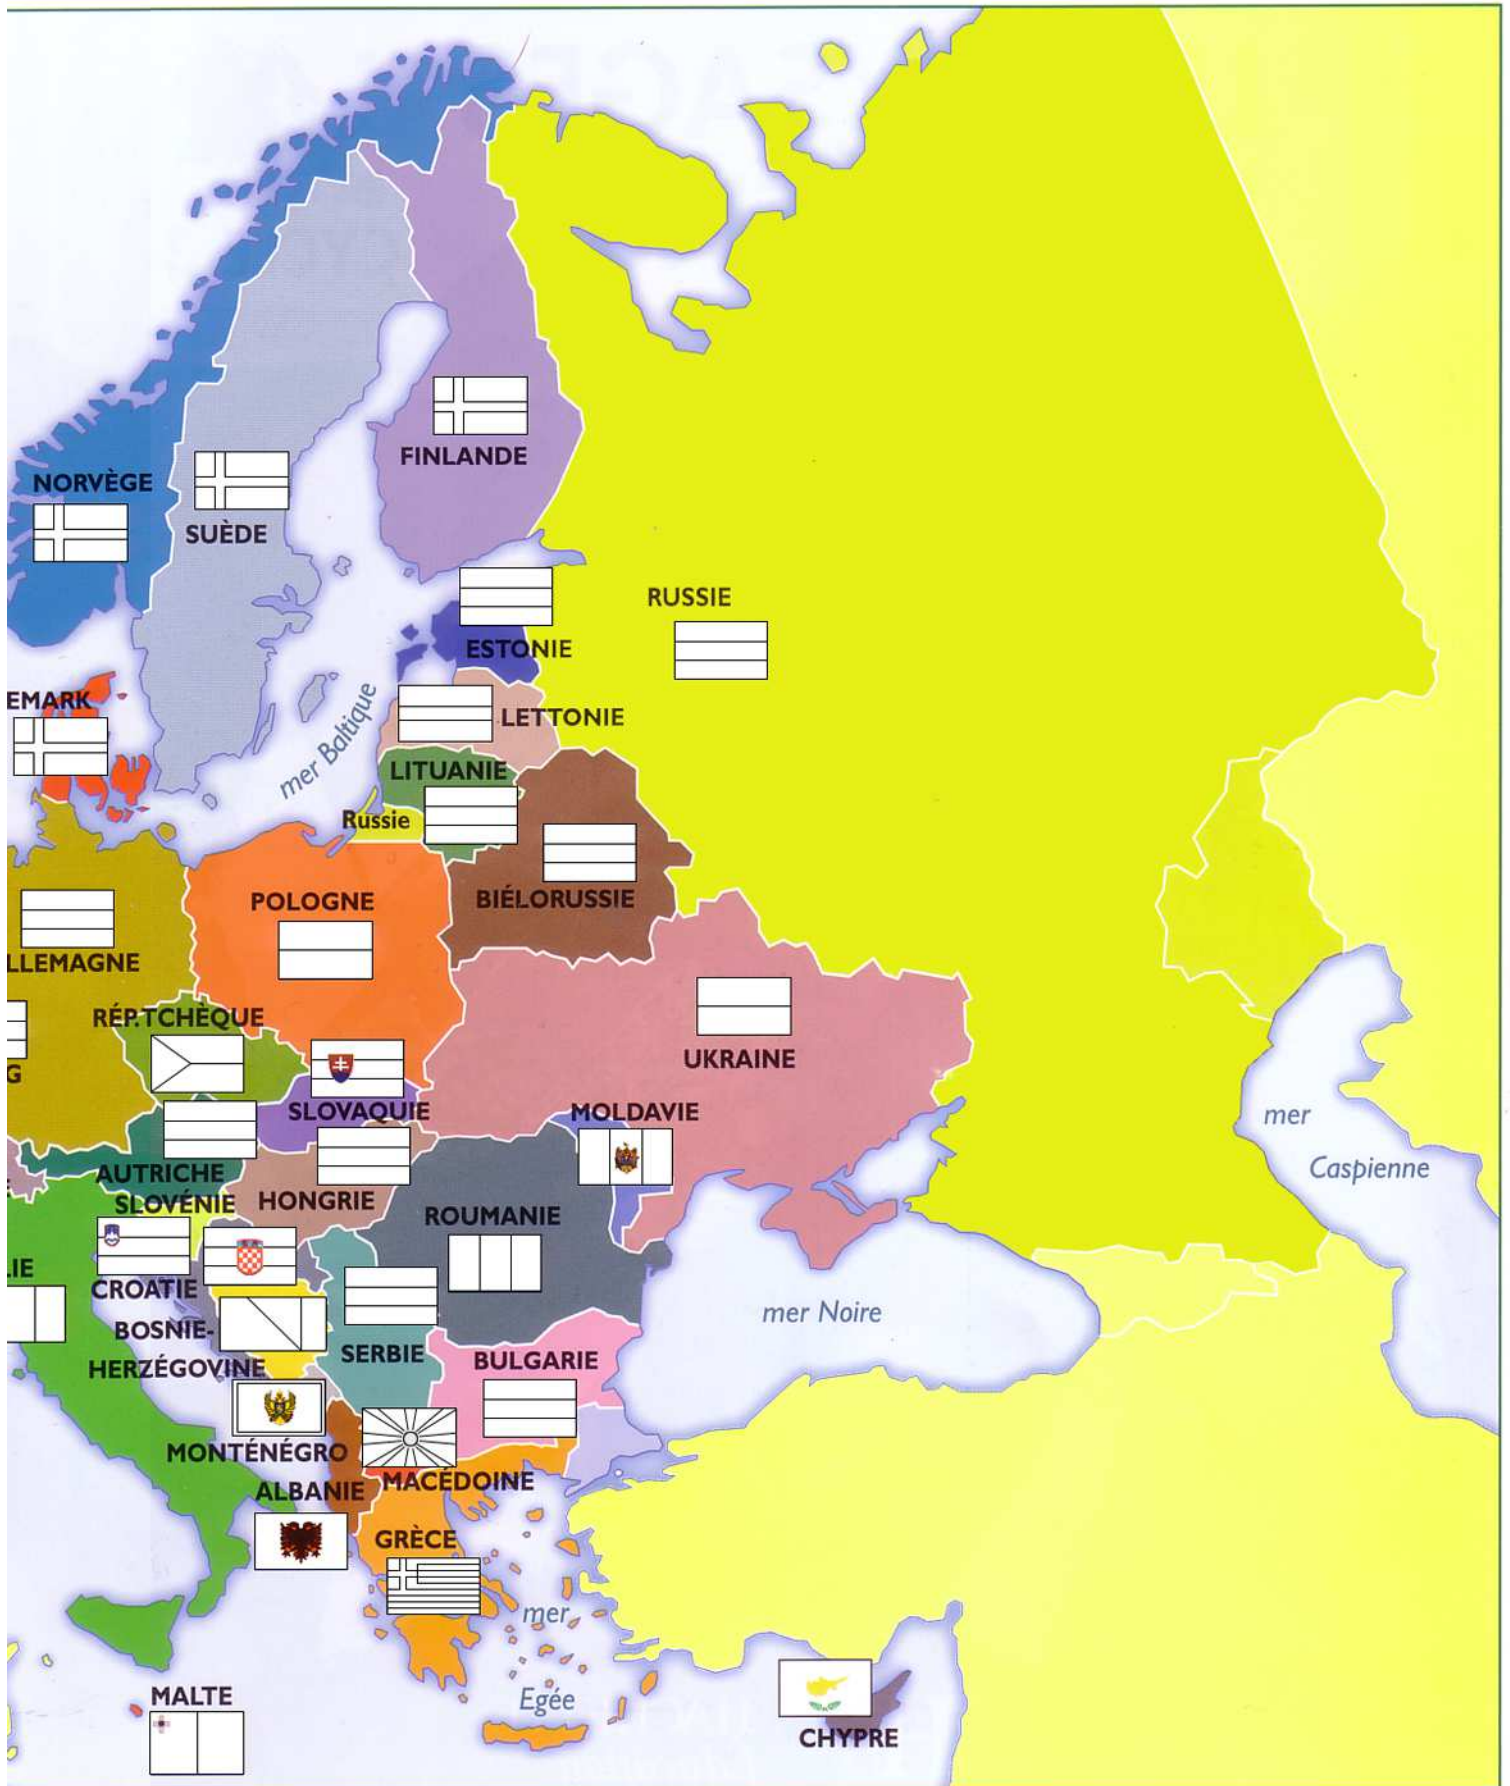 FINLANDE
NORVÈGE
SUÈDE
RUSSIE
ESTONIE
EMARK
LETTONIE
mer Baltique
LITUANIE
Russie
POLOGNE
BIÉLORUSSIE
LLEMAGNE
RÉP.TCHÈQUE
UKRAINE
G
SLOVAQUIE
MOLDAVIE
mer
Caspienne
AUTRICHE
SLOVÉNIE
HONGRIE
ROUMANIE
LIE
CROATIE
mer Noire
BOSNIE-
HERZÉGOVINE
SERBIE
BULGARIE
MONTÉNÉGRO
MACÉDOINE
ALBANIE
GRÈCE
mer
Egée
MALTE
CHYPRE